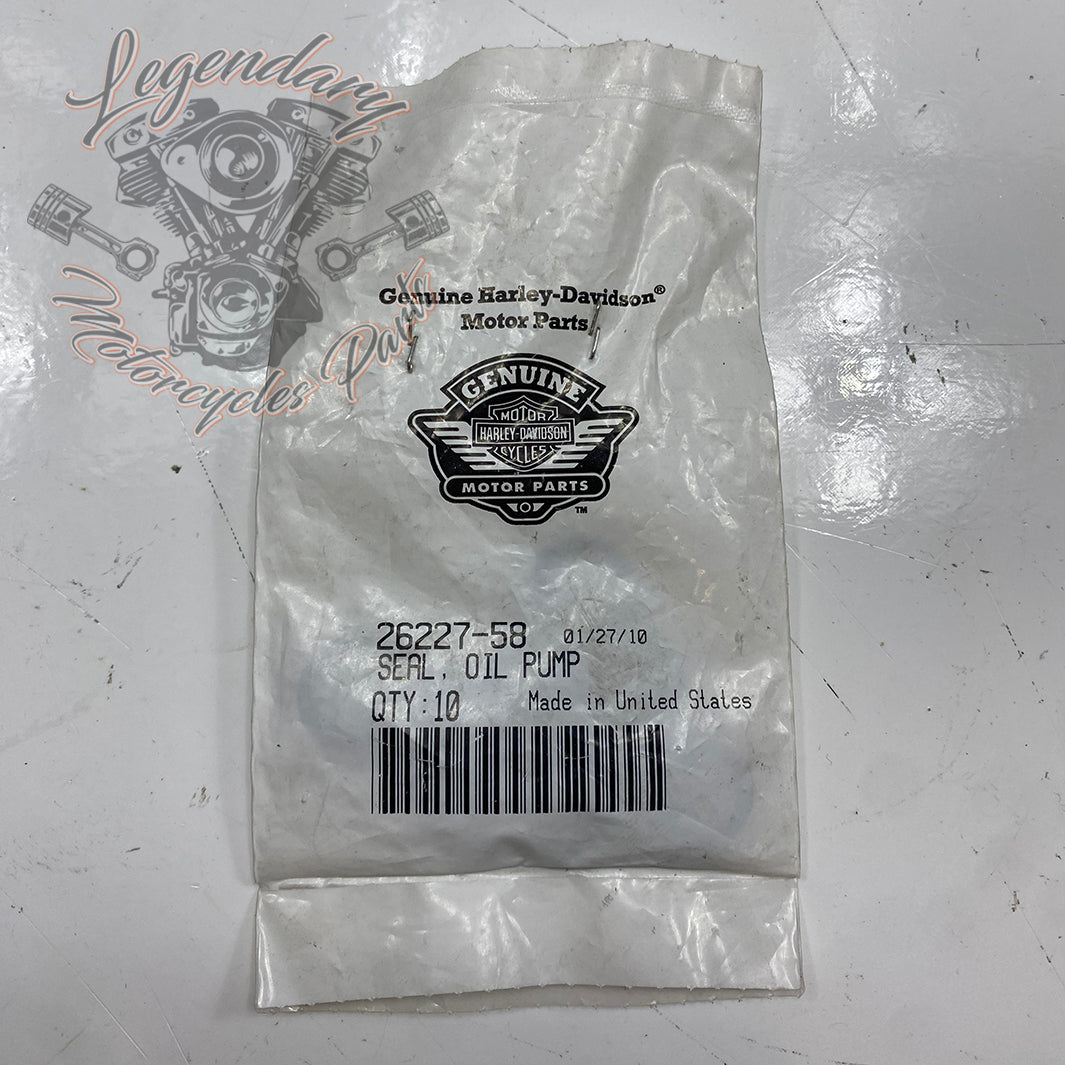 Legendary
Motorcycles Parts
Genuine Harley-Davidson®
Motor Parts
GENUINE
MOTOR
HARLEY-DAVIDSON
CYCLES
MOTOR PARTS
TM
26227-58 01/27/10
SEAL, OIL PUMP
QTY:10 Made in United States